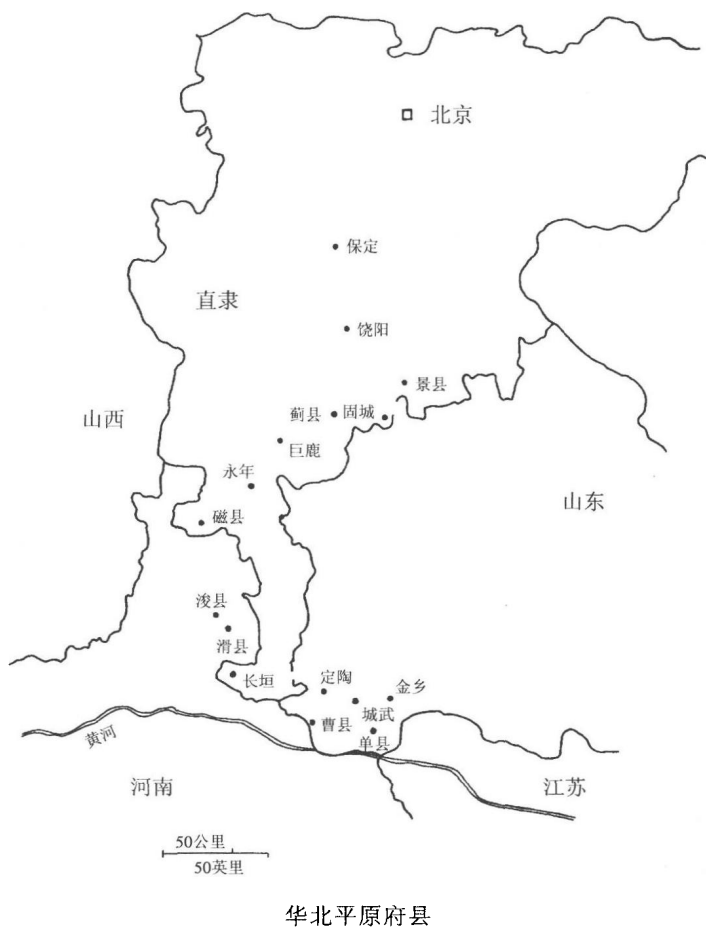 北京
保定
直隶
饶阳
景县
蓟县
固城
山西
巨鹿
永年
山东
磁县
浚县
滑县
长垣
定陶
金乡
城武
曹县
单县
黄河
河南
江苏
50公里
50英里
华北平原府县